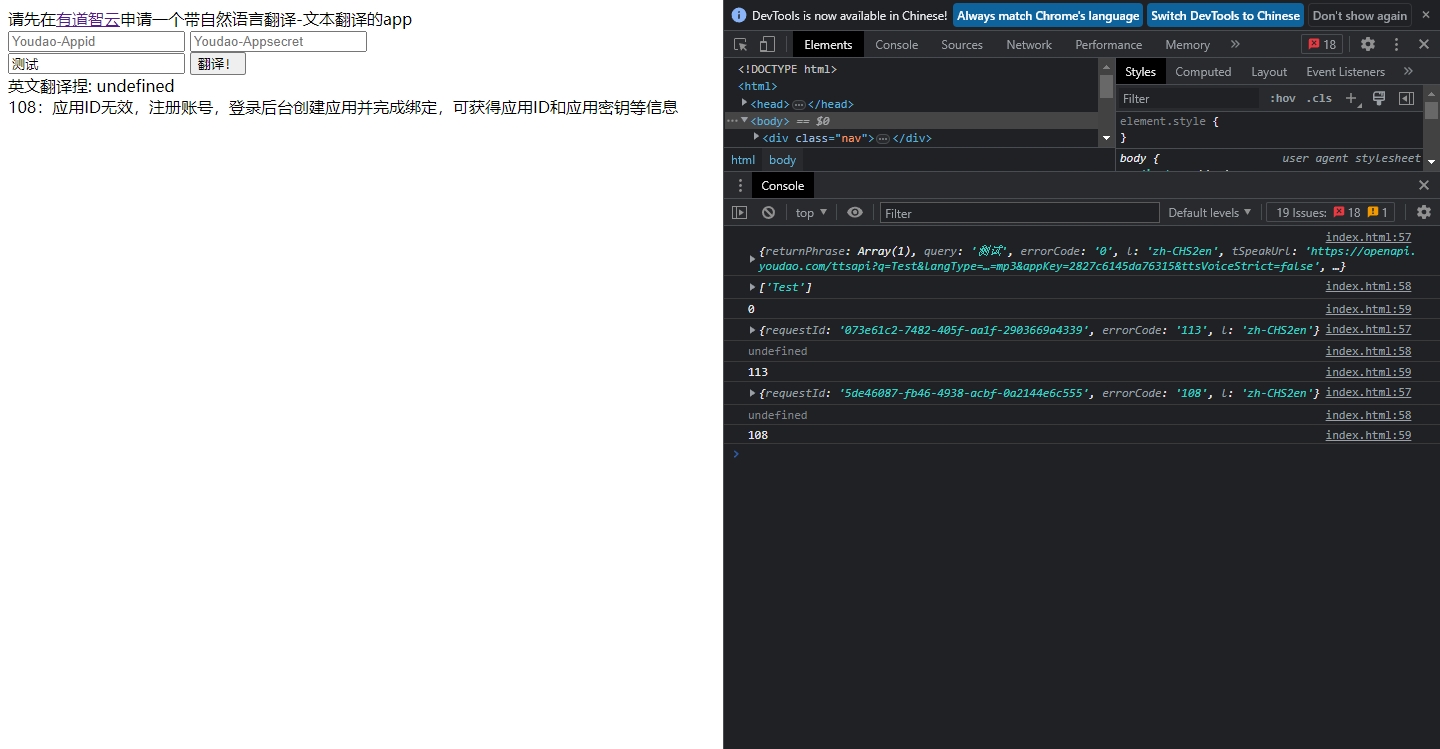 请先在有道智云申请一个带自然语言翻译-文本翻译的app
Youdao-Appid Youdao-Appsecret
测试 翻译!
英文翻译捏: undefined
108：应用ID无效，注册账号，登录后台创建应用并完成绑定，可获得应用ID和应用密钥等信息
DevTools is now available in Chinese! Always match Chrome's language Switch DevTools to Chinese Don't show again ×
Elements Console Sources Network Performance Memory » 18
<!DOCTYPE html>
<html>
<head>…</head>
<body> == $0
<div class="nav">…</div>
html body
Styles Computed Layout Event Listeners »
Filter :hov .cls +
element.style {
}
body { user agent stylesheet
Console
top Filter Default levels 19 Issues: 18 1
index.html:57
{returnPhrase: Array(1), query: '测试', errorCode: '0', l: 'zh-CHS2en', tSpeakUrl: 'https://openapi.
youdao.com/ttsapi?q=Test&langType=…=mp3&appKey=2827c6145da76315&ttsVoiceStrict=false', …}
['Test'] index.html:58
0 index.html:59
{requestId: '073e61c2-7482-405f-aa1f-2903669a4339', errorCode: '113', l: 'zh-CHS2en'} index.html:57
undefined index.html:58
113 index.html:59
{requestId: '5de46087-fb46-4938-acbf-0a2144e6c555', errorCode: '108', l: 'zh-CHS2en'} index.html:57
undefined index.html:58
108 index.html:59